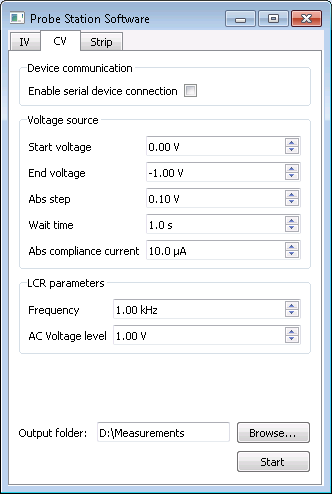 Probe Station Software
IV CV Strip
Device communication
Enable serial device connection
Voltage source
Start voltage 0.00 V
End voltage -1.00 V
Abs step 0.10 V
Wait time 1.0 s
Abs compliance current 10.0 µA
LCR parameters
Frequency 1.00 kHz
AC Voltage level 1.00 V
Output folder: D:\Measurements Browse...
Start